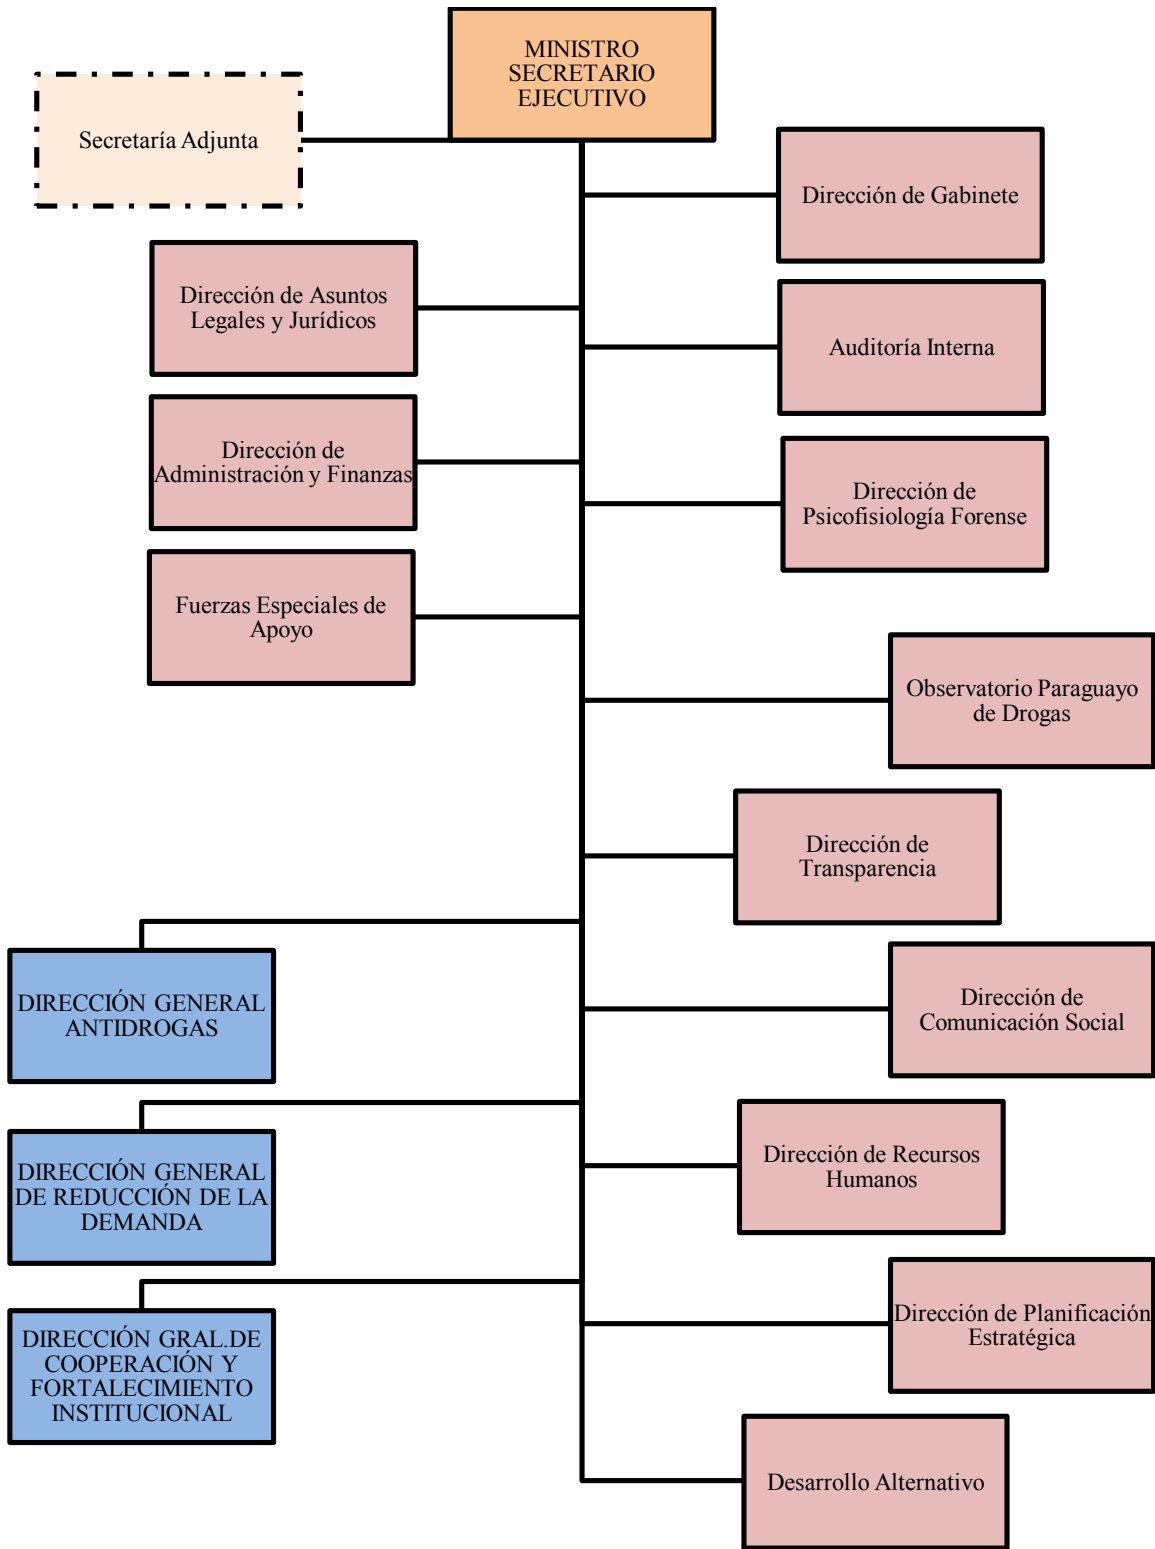 MINISTRO
SECRETARIO
EJECUTIVO
Secretaría Adjunta
Dirección de Gabinete
Dirección de Asuntos
Legales y Jurídicos
Auditoría Interna
Dirección de
Administración y Finanzas
Dirección de
Psicofisiología Forense
Fuerzas Especiales de
Apoyo
Observatorio Paraguayo
de Drogas
Dirección de
Transparencia
DIRECCIÓN GENERAL
ANTIDROGAS
Dirección de
Comunicación Social
DIRECCIÓN GENERAL
DE REDUCCIÓN DE LA
DEMANDA
Dirección de Recursos
Humanos
DIRECCIÓN GRAL.DE
COOPERACIÓN Y
FORTALECIMIENTO
INSTITUCIONAL
Dirección de Planificación
Estratégica
Desarrollo Alternativo